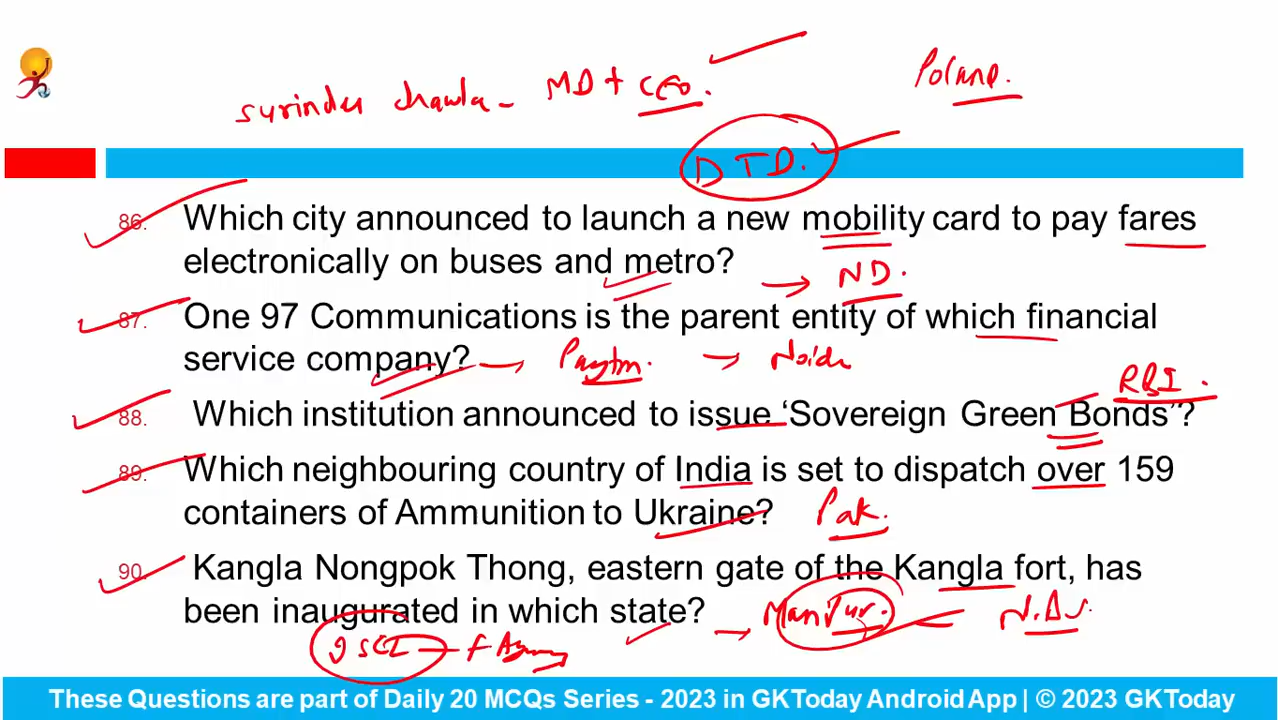 surinder chawla - MD + CEO.
Poland.
DTD.
86. Which city announced to launch a new mobility card to pay fares
electronically on buses and metro? → ND.
87. One 97 Communications is the parent entity of which financial
service company? → Paytm. → Noida
RBI.
88. Which institution announced to issue ‘Sovereign Green Bonds’?
89. Which neighbouring country of India is set to dispatch over 159
containers of Ammunition to Ukraine? Pak.
90. Kangla Nongpok Thong, eastern gate of the Kangla fort, has
been inaugurated in which state? → Manipur.
These Questions are part of Daily 20 MCQs Series - 2023 in GKToday Android App | © 2023 GKToday